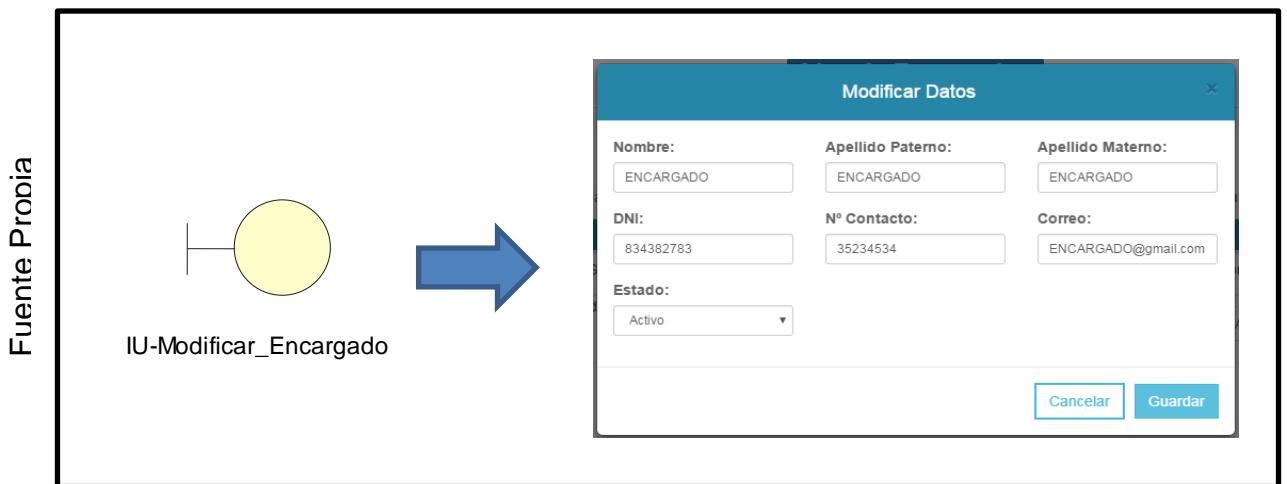 Fuente Propia
IU-Modificar_Encargado
Modificar Datos
×
Nombre: Apellido Paterno: Apellido Materno:
ENCARGADO ENCARGADO ENCARGADO
DNI: Nº Contacto: Correo:
834382783 35234534 ENCARGADO@gmail.com
Estado:
Activo
Cancelar Guardar